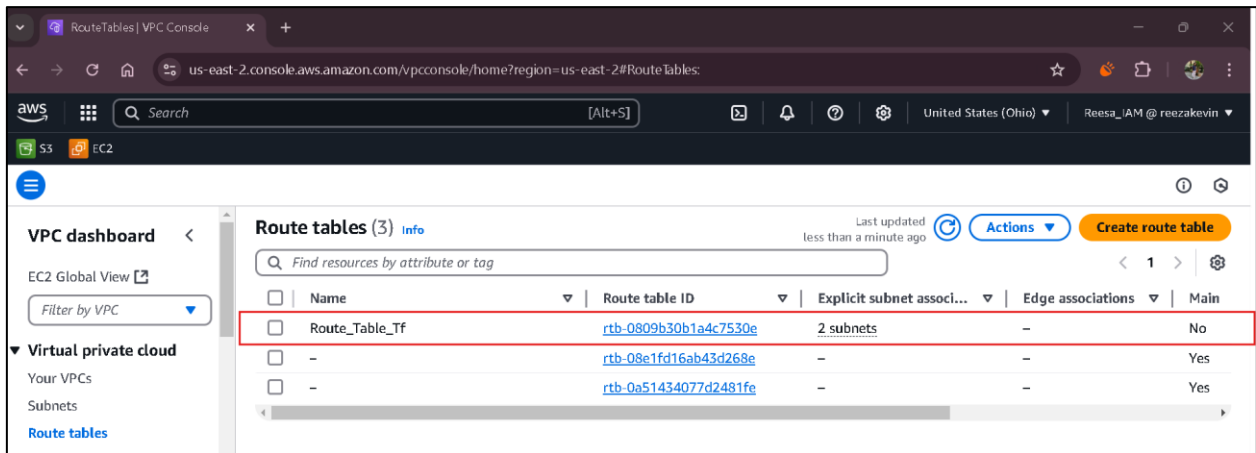 RouteTables | VPC Console
us-east-2.console.aws.amazon.com/vpcconsole/home?region=us-east-2#RouteTables:
aws
Search [Alt+S] United States (Ohio) Reesa_IAM @ reezakevin
S3 EC2
VPC dashboard
EC2 Global View
Filter by VPC
Virtual private cloud
Your VPCs
Subnets
Route tables
Route tables (3) Info
Last updated
less than a minute ago
Actions
Create route table
Find resources by attribute or tag
1
Name Route table ID Explicit subnet associ... Edge associations Main
Route_Table_Tf rtb-0809b30b1a4c7530e 2 subnets – No
– rtb-08e1fd16ab43d268e – – Yes
– rtb-0a51434077d2481fe – – Yes